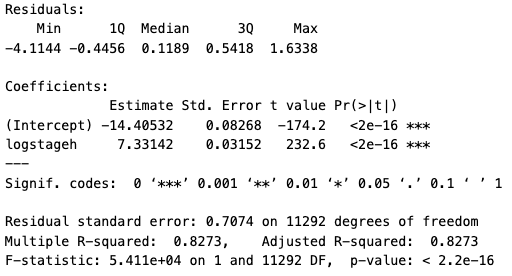 Residuals:
    Min      1Q  Median      3Q     Max
-4.1144 -0.4456  0.1189  0.5418  1.6338

Coefficients:
             Estimate Std. Error t value Pr(>|t|)
(Intercept) -14.40532    0.08268  -174.2   <2e-16 ***
logstageh     7.33142    0.03152   232.6   <2e-16 ***
---
Signif. codes:  0 ‘***’ 0.001 ‘**’ 0.01 ‘*’ 0.05 ‘.’ 0.1 ‘ ’ 1

Residual standard error: 0.7074 on 11292 degrees of freedom
Multiple R-squared:  0.8273,    Adjusted R-squared:  0.8273
F-statistic: 5.411e+04 on 1 and 11292 DF,  p-value: < 2.2e-16